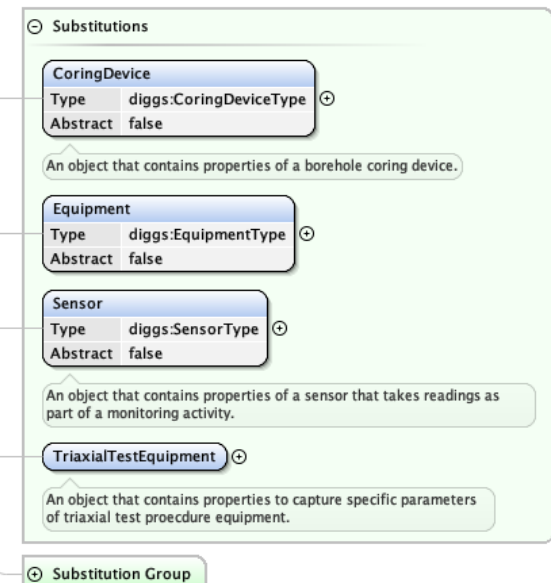 Substitutions
CoringDevice
Type diggs:CoringDeviceType
Abstract false
An object that contains properties of a borehole coring device.
Equipment
Type diggs:EquipmentType
Abstract false
Sensor
Type diggs:SensorType
Abstract false
An object that contains properties of a sensor that takes readings as
part of a monitoring activity.
TriaxialTestEquipment
An object that contains properties to capture specific parameters
of triaxial test proecdure equipment.
Substitution Group